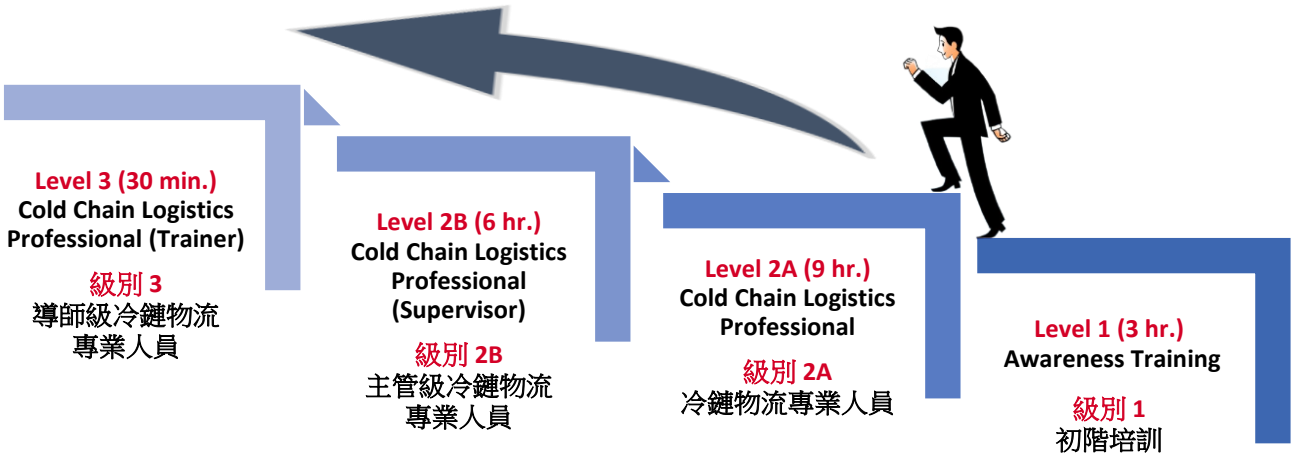 Level 3 (30 min.)
Cold Chain Logistics
Professional (Trainer)
級別 3
導師級冷鏈物流
專業人員
Level 2B (6 hr.)
Cold Chain Logistics
Professional
(Supervisor)
級別 2B
主管級冷鏈物流
專業人員
Level 2A (9 hr.)
Cold Chain Logistics
Professional
級別 2A
冷鏈物流專業人員
Level 1 (3 hr.)
Awareness Training
級別 1
初階培訓